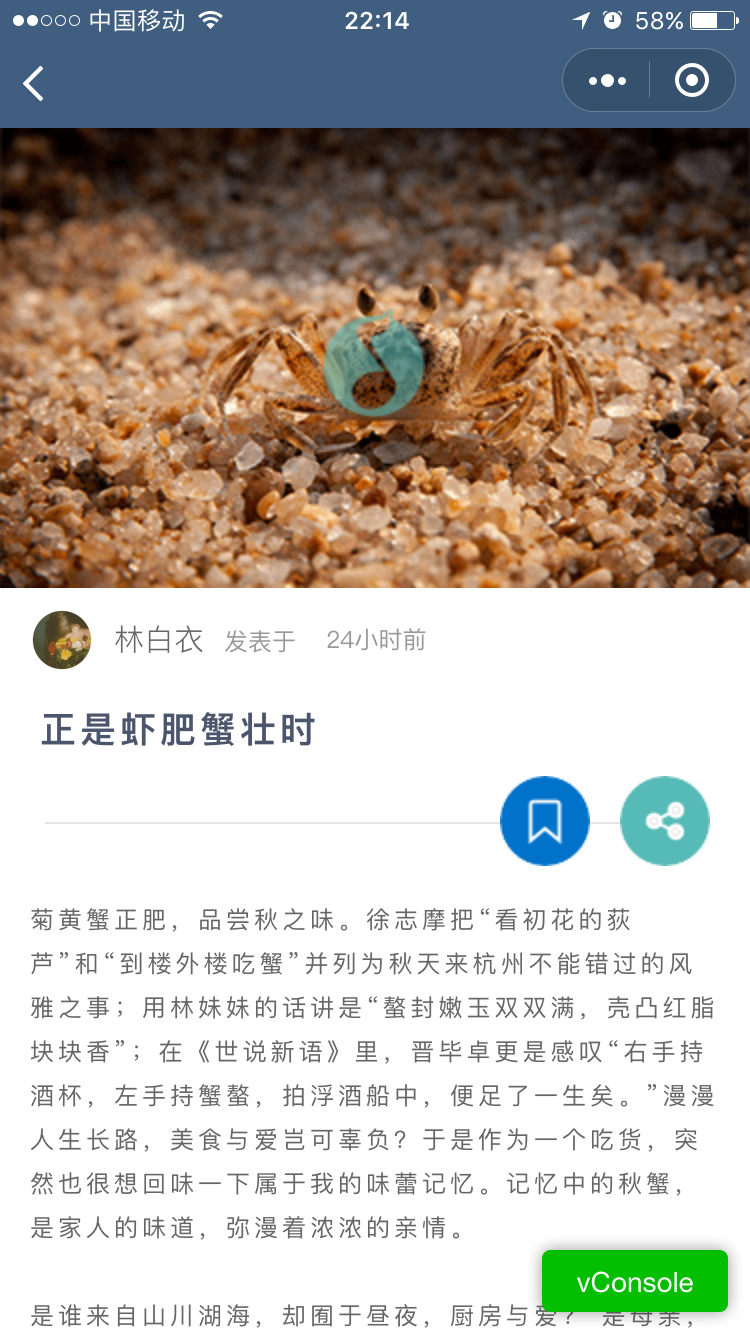 中国移动 22:14 58%
林白衣 发表于 24小时前
正是虾肥蟹壮时
菊黄蟹正肥，品尝秋之味。徐志摩把“看初花的荻
芦”和“到楼外楼吃蟹”并列为秋天来杭州不能错过的风
雅之事；用林妹妹的话讲是“螯封嫩玉双双满，壳凸红脂
块块香”；在《世说新语》里，晋毕卓更是感叹“右手持
酒杯，左手持蟹螯，拍浮酒船中，便足了一生矣。”漫漫
人生长路，美食与爱岂可辜负？于是作为一个吃货，突
然也很想回味一下属于我的味蕾记忆。记忆中的秋蟹，
是家人的味道，弥漫着浓浓的亲情。
vConsole
是谁来自山川湖海，却囿于昼夜，厨房与爱？ 是母亲，